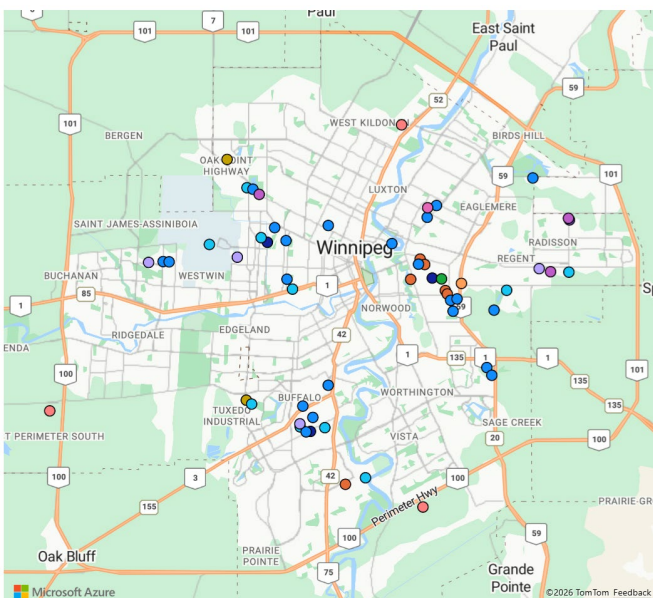 Paul
7
101
101
East Saint
Paul
59
52
101
WEST KILDONAN
BERGEN
BIRDS HILL
OAK POINT
HIGHWAY
59
101
LUXTON
EAGLEMERE
SAINT JAMES-ASSINIBOIA
RADISSON
Winnipeg
REGENT
BUCHANAN
WESTWIN
1
85
1
59
NORWOOD
EDGELAND
RIDGEDALE
42
1
135
1
1
100
101
135
135
WORTHINGTON
BUFFALO
TUXEDO
INDUSTRIAL
SAGE CREEK
T PERIMETER SOUTH
VISTA
20
100
100
3
42
100
155
Perimeter Hwy
PRAIRIE GR
59
100
Oak Bluff
PRAIRIE
POINTE
75
Grande
Pointe
Microsoft Azure
©2026 TomTom Feedback